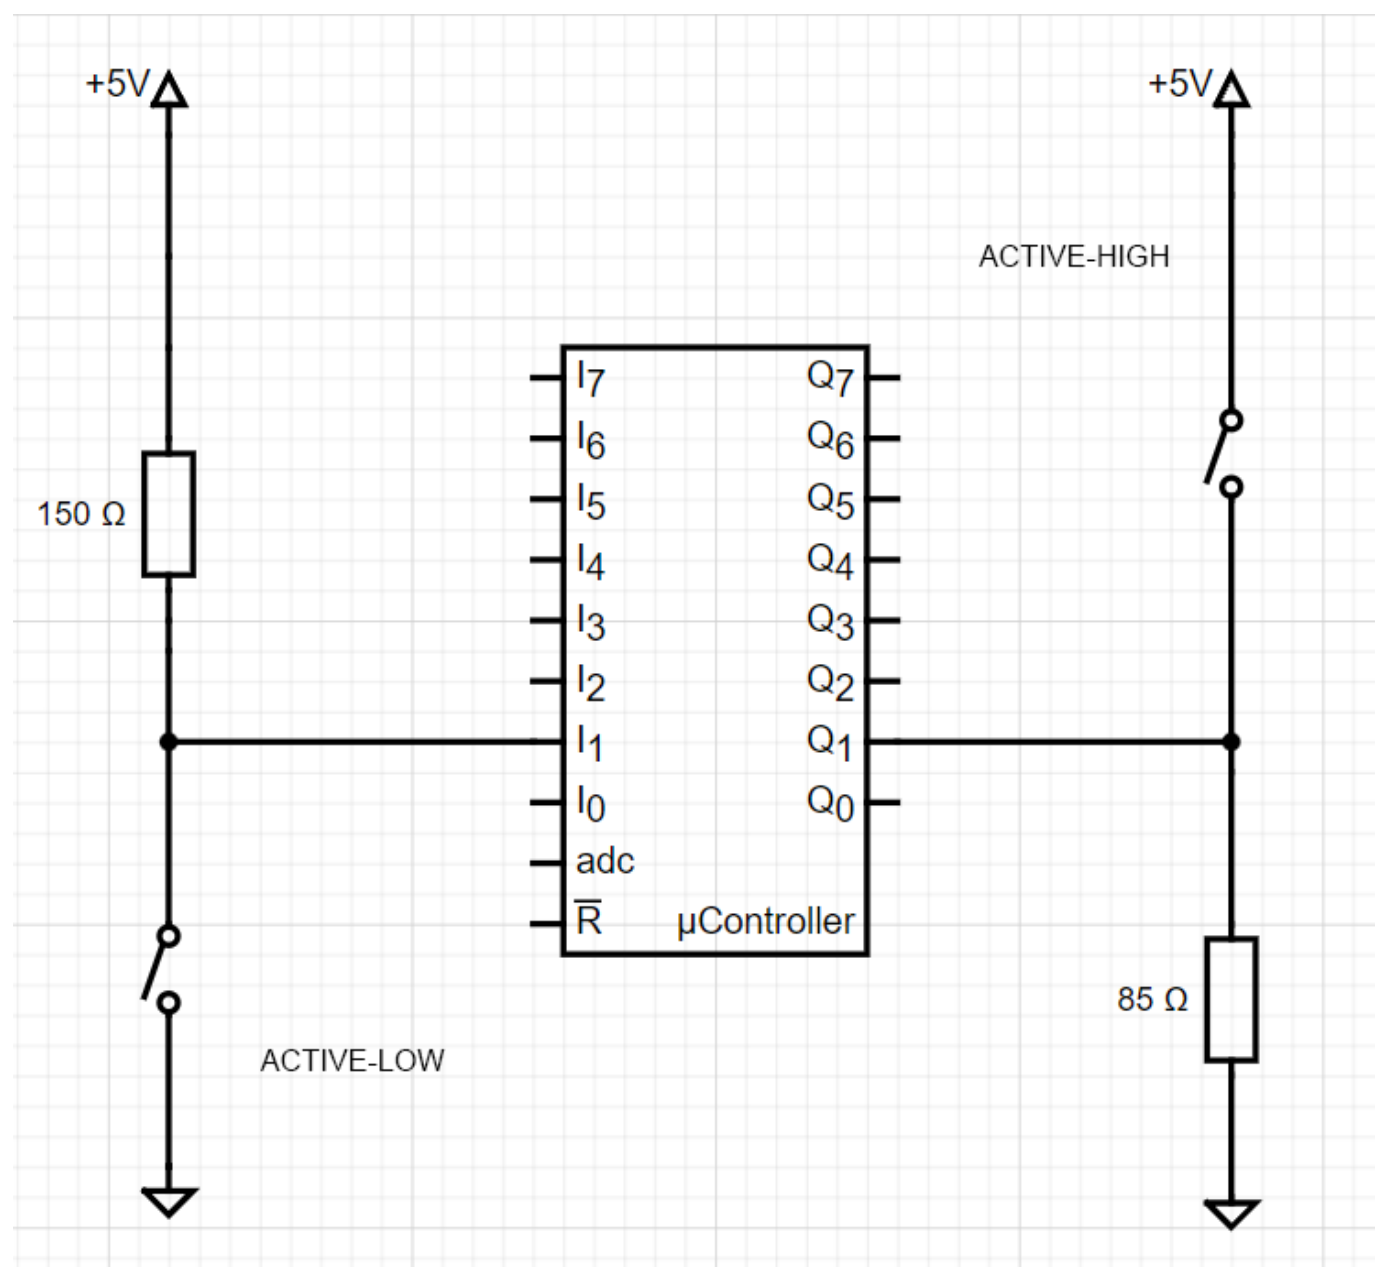 +5V
+5V
ACTIVE-HIGH
I7 Q7
I6 Q6
I5 Q5
150 Ω
I4 Q4
I3 Q3
I2 Q2
I1 Q1
I0 Q0
adc
R̅ µController
85 Ω
ACTIVE-LOW